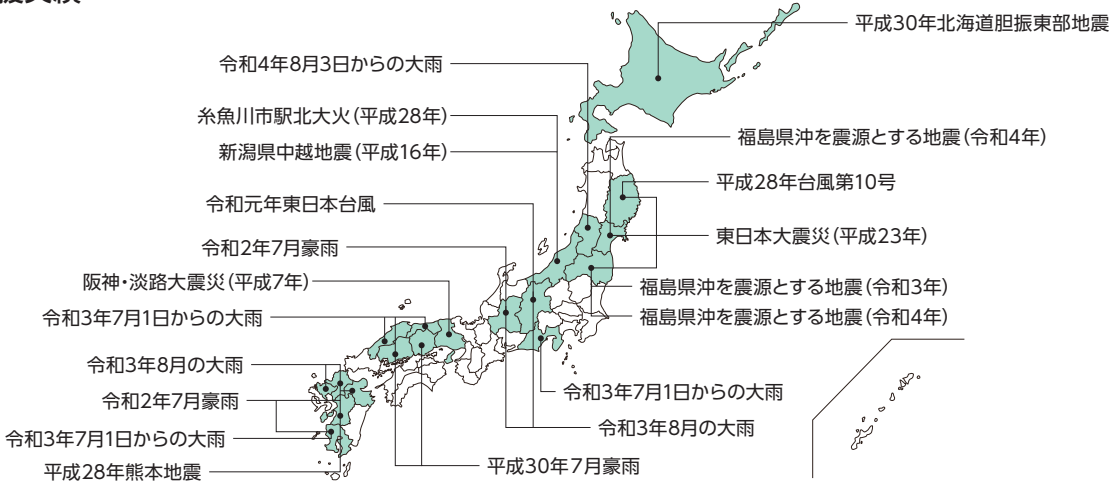 平成30年北海道胆振東部地震
令和4年8月3日からの大雨
糸魚川市駅北大火(平成28年)
新潟県中越地震(平成16年)
令和元年東日本台風
令和2年7月豪雨
阪神・淡路大震災(平成7年)
令和3年7月1日からの大雨
令和3年8月の大雨
令和2年7月豪雨
令和3年7月1日からの大雨
平成28年熊本地震
福島県沖を震源とする地震(令和4年)
平成28年台風第10号
東日本大震災(平成23年)
福島県沖を震源とする地震(令和3年)
福島県沖を震源とする地震(令和4年)
令和3年7月1日からの大雨
令和3年8月の大雨
平成30年7月豪雨